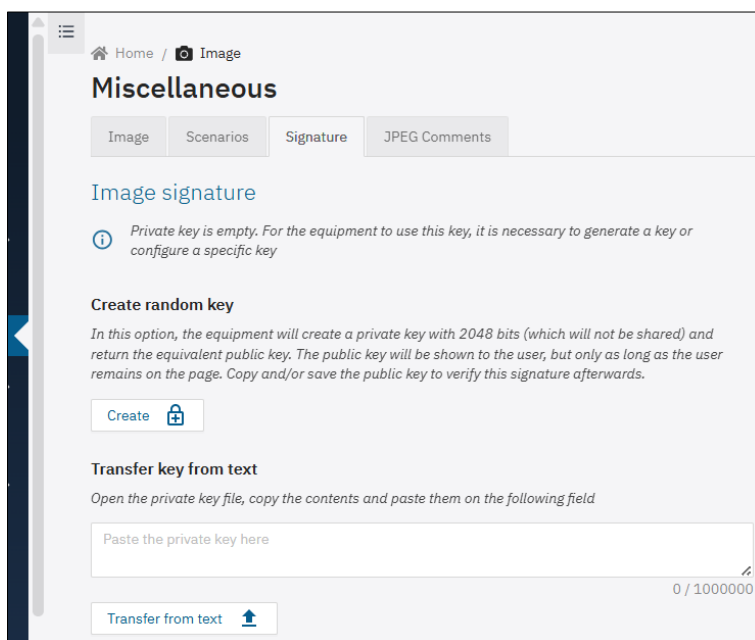 Home / Image
Miscellaneous
Image Scenarios Signature JPEG Comments
Image signature
Private key is empty. For the equipment to use this key, it is necessary to generate a key or
configure a specific key
Create random key
In this option, the equipment will create a private key with 2048 bits (which will not be shared) and
return the equivalent public key. The public key will be shown to the user, but only as long as the user
remains on the page. Copy and/or save the public key to verify this signature afterwards.
Create
Transfer key from text
Open the private key file, copy the contents and paste them on the following field
Paste the private key here
0 / 1000000
Transfer from text